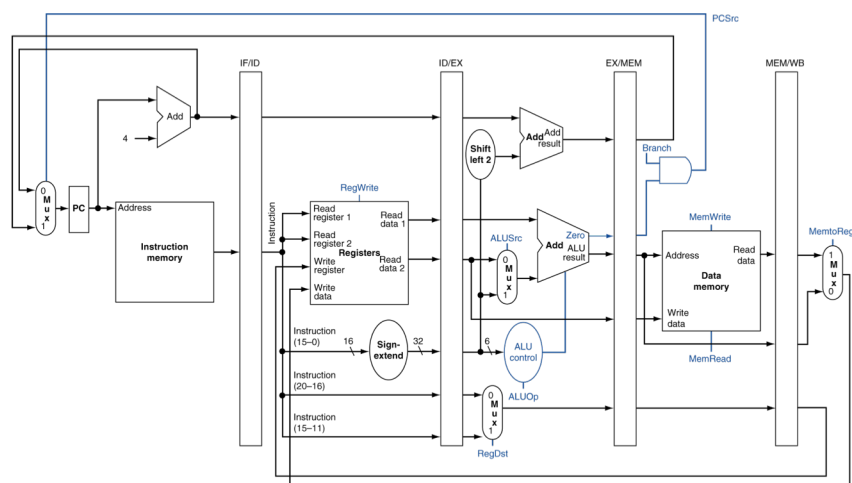 PCSrc
IF/ID
ID/EX
EX/MEM
MEM/WB
Add
4
Add
Add
result
Shift
left 2
Branch
0
M
u
x
1
PC
Address
Instruction
memory
Instruction
RegWrite
Read
register 1
Read
register 2
Write
register
Write
data
Registers
Read
data 1
Read
data 2
ALUSrc
0
M
u
x
1
Zero
Add
ALU
result
MemWrite
Address
Read
data
Data
memory
Write
data
MemRead
MemtoReg
1
M
u
x
0
Instruction
(15–0)
16
Sign-
extend
32
6
ALU
control
ALUOp
Instruction
(20–16)
Instruction
(15–11)
0
M
u
x
1
RegDst